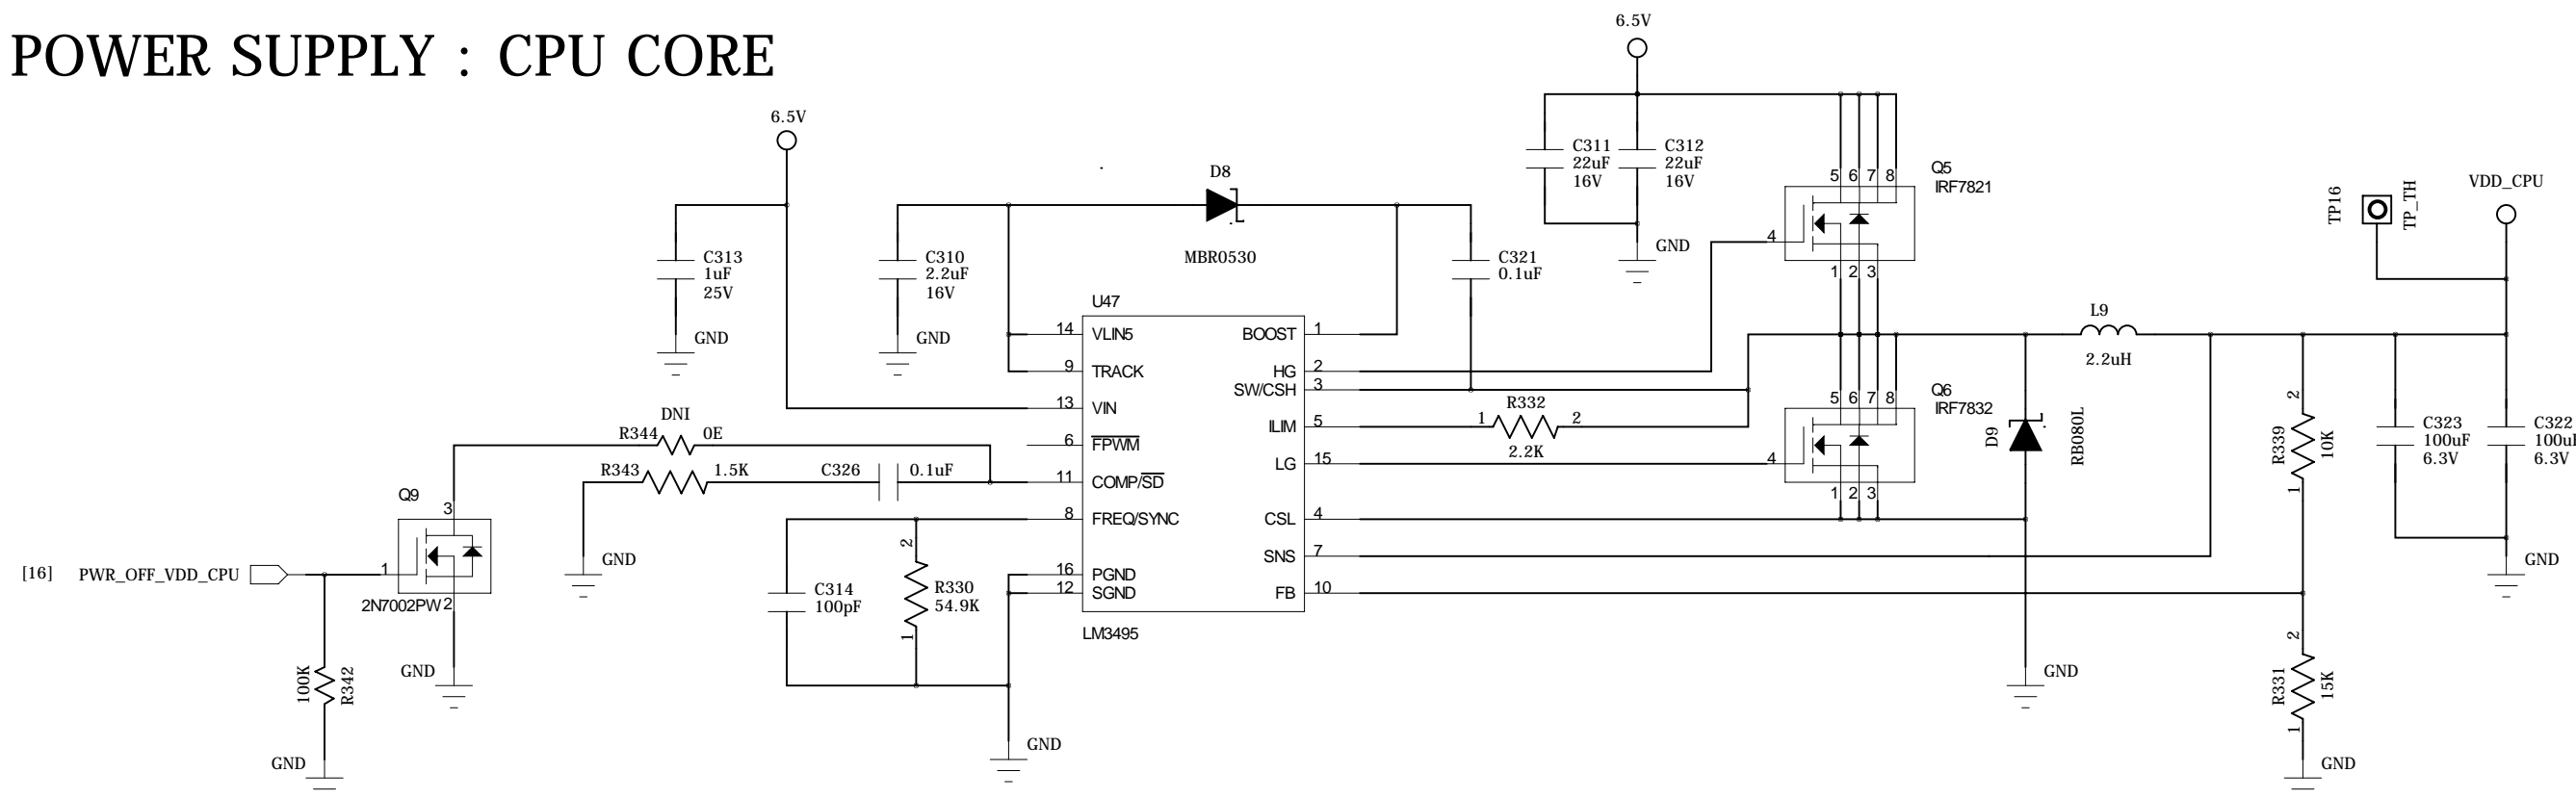 POWER SUPPLY : CPU CORE
6.5V
6.5V
C313
1uF
25V
GND
C310
2.2uF
16V
GND
D8
MBR0530
C321
0.1uF
C311
22uF
16V
C312
22uF
16V
GND
Q5
IRF7821
5 6 7 8
4
1 2 3
TP16
TP_TH
VDD_CPU
U47
14 VLIN5
9 TRACK
13 VIN
6 FPWM
11 COMP/SD
8 FREQ/SYNC
16 PGND
12 SGND
BOOST 1
HG 2
SW/CSH 3
ILIM 5
LG 15
CSL 4
SNS 7
FB 10
LM3495
DNI
R344 0E
R343 1.5K
C326 0.1uF
GND
Q9
3
1
2N7002PW 2
[16] PWR_OFF_VDD_CPU
100K
R342
GND
GND
C314
100pF
2
R330
54.9K
1
GND
R332
1 2
2.2K
Q6
IRF7832
5 6 7 8
4
1 2 3
D9
RB080L
GND
L9
2.2uH
2
R339
10K
1
C323
100uF
6.3V
C322
100uF
6.3V
GND
2
R331
15K
1
GND